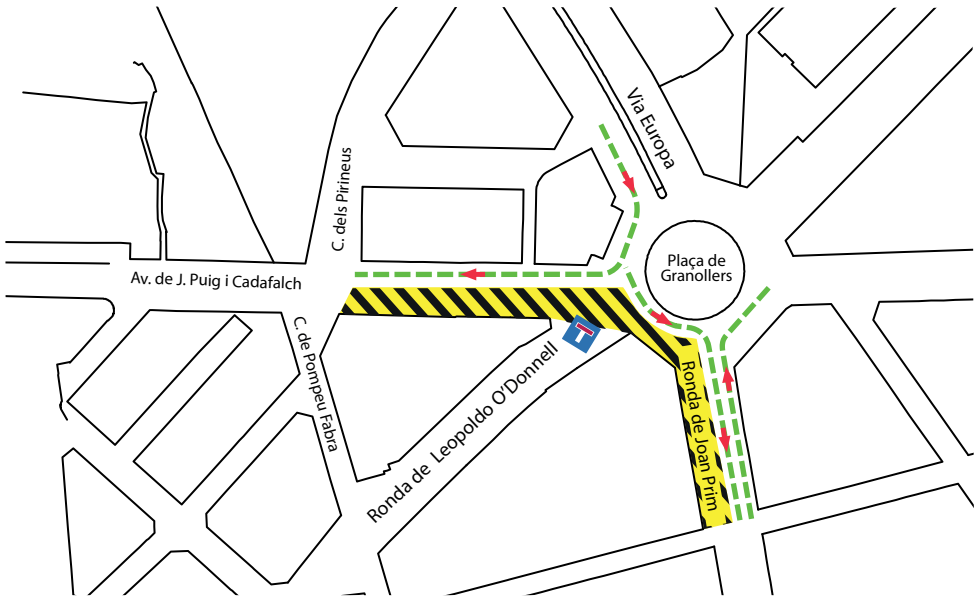 Via Europa
C. dels Pirineus
Plaça de
Granollers
Av. de J. Puig i Cadafalch
C. de Pompeu Fabra
Ronda de Leopoldo O'Donnell
Ronda de Joan Prim